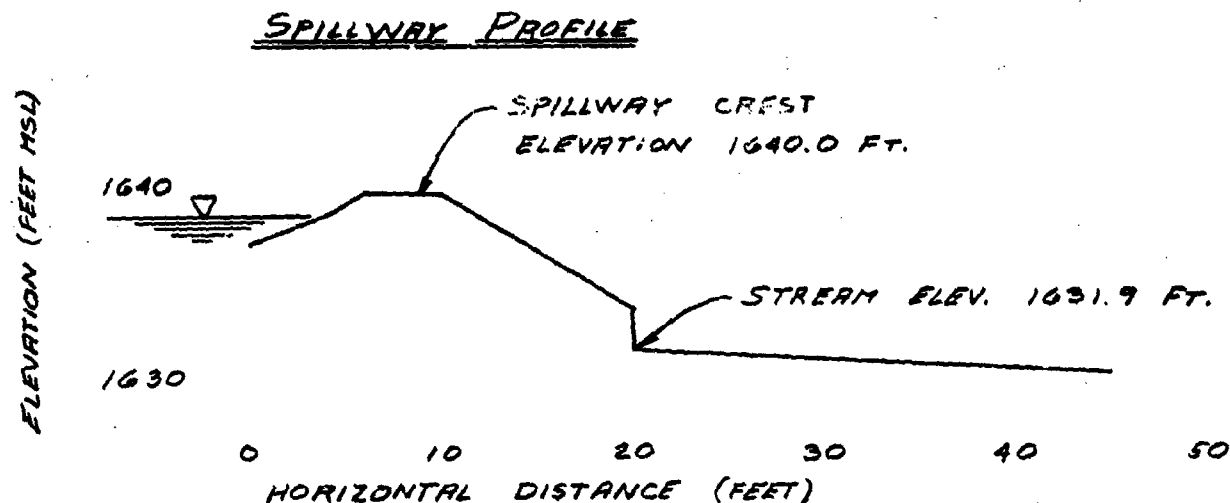 SPILLWAY PROFILE
SPILLWAY CREST
ELEVATION 1640.0 FT.
ELEVATION (FEET MSL)
1640
STREAM ELEV. 1631.9 FT.
1630
0 10 20 30 40 50
HORIZONTAL DISTANCE (FEET)